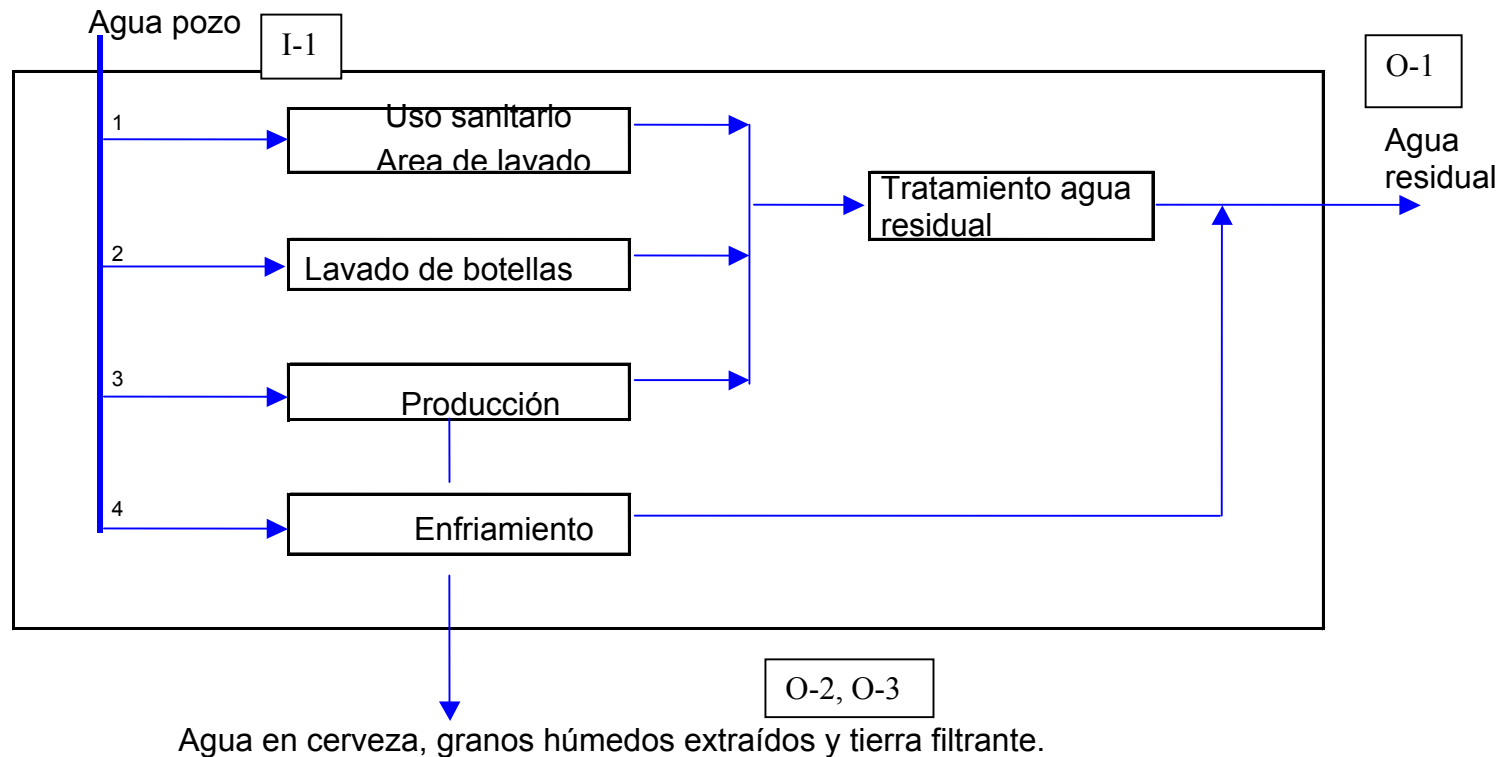 Agua pozo
I-1
O-1
Agua
residual
1
Uso sanitario
Area de lavado
Tratamiento agua
residual
2
Lavado de botellas
3
Producción
4
Enfriamiento
O-2, O-3
Agua en cerveza, granos húmedos extraídos y tierra filtrante.